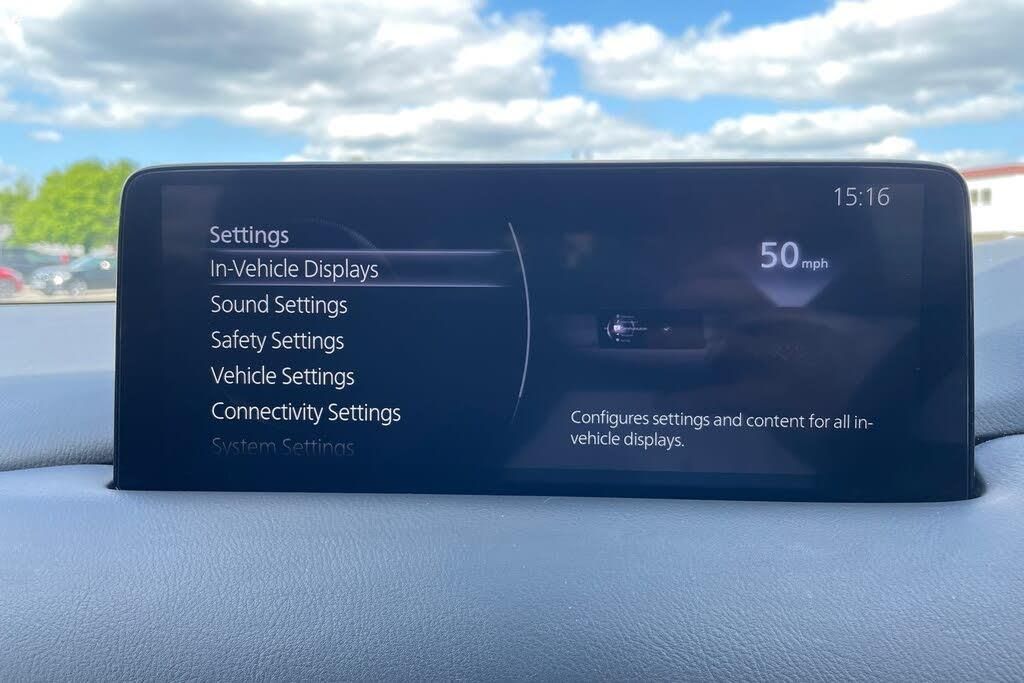 15:16
Settings
In-Vehicle Displays
Sound Settings
Safety Settings
Vehicle Settings
Connectivity Settings
System Settings
50 mph
Configures settings and content for all in-
vehicle displays.